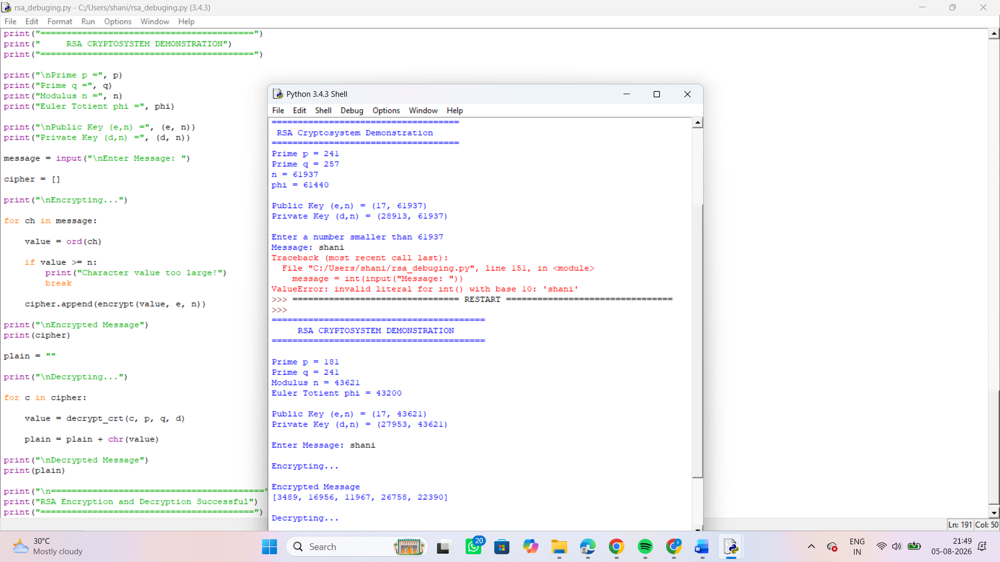 rsa_debuging.py - C:/Users/shani/rsa_debuging.py (3.4.3)
File Edit Format Run Options Window Help
print("=========================================")
print("     RSA CRYPTOSYSTEM DEMONSTRATION")
print("=========================================")
print("\nPrime p =", p)
print("Prime q =", q)
print("Modulus n =", n)
print("Euler Totient phi =", phi)
print("\nPublic Key (e,n) =", (e, n))
print("Private Key (d,n) =", (d, n))
message = input("\nEnter Message: ")
cipher = []
print("\nEncrypting...")
for ch in message:
    value = ord(ch)
    if value >= n:
        print("Character value too large!")
        break
    cipher.append(encrypt(value, e, n))
print("\nEncrypted Message")
print(cipher)
plain = ""
print("\nDecrypting...")
for c in cipher:
    value = decrypt_crt(c, p, q, d)
    plain = plain + chr(value)
print("\nDecrypted Message")
print(plain)
print("\n========================================="
print("RSA Encryption and Decryption Successful")
print("=========================================")
Ln: 191 Col: 50
Python 3.4.3 Shell
File Edit Shell Debug Options Window Help
====================================
 RSA Cryptosystem Demonstration
====================================
Prime p = 241
Prime q = 257
n = 61937
phi = 61440
Public Key (e,n) = (17, 61937)
Private Key (d,n) = (28913, 61937)
Enter a number smaller than 61937
Message: shani
Traceback (most recent call last):
  File "C:/Users/shani/rsa_debuging.py", line 151, in <module>
    message = int(input("Message: "))
ValueError: invalid literal for int() with base 10: 'shani'
>>> ================================ RESTART ================================
>>>
=========================================
     RSA CRYPTOSYSTEM DEMONSTRATION
=========================================
Prime p = 181
Prime q = 241
Modulus n = 43621
Euler Totient phi = 43200
Public Key (e,n) = (17, 43621)
Private Key (d,n) = (27953, 43621)
Enter Message: shani
Encrypting...
Encrypted Message
[3489, 16956, 11967, 26758, 22390]
Decrypting...
30°C
Mostly cloudy
Search
20
ENG
IN
21:49
05-08-2026